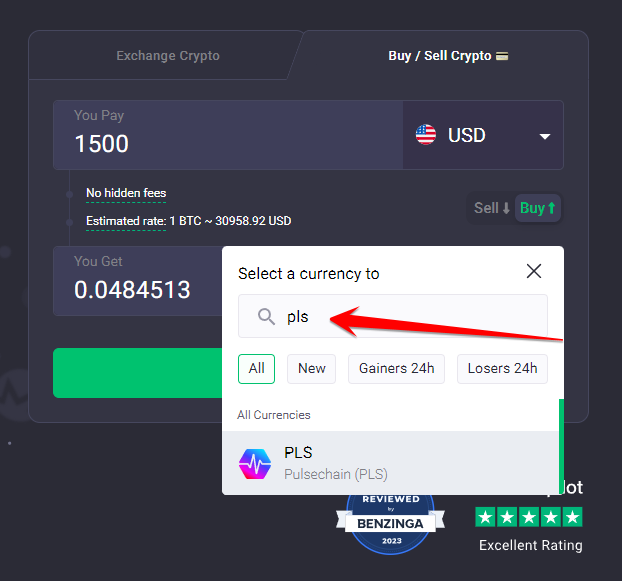 Exchange Crypto
Buy / Sell Crypto
You Pay
1500
USD
No hidden fees
Estimated rate: 1 BTC ~ 30958.92 USD
Sell
Buy
You Get
0.0484513
Select a currency to
pls
All
New
Gainers 24h
Losers 24h
All Currencies
PLS
Pulsechain (PLS)
REVIEWED
by
BENZINGA
2023
Excellent Rating